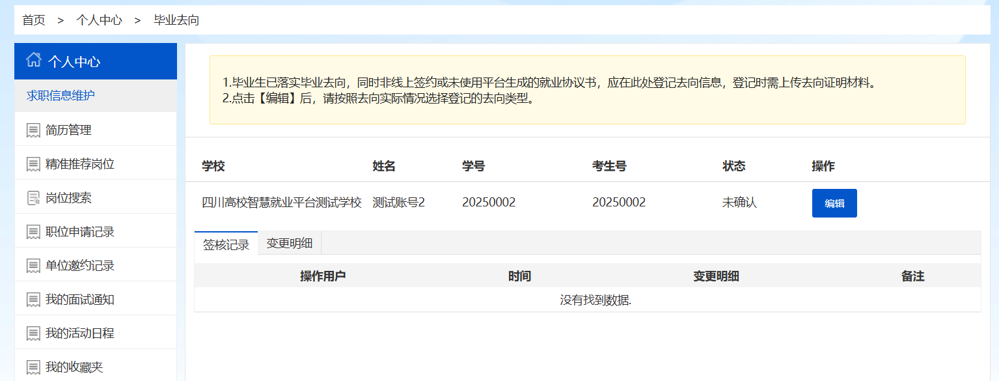 首页 > 个人中心 > 毕业去向
个人中心
求职信息维护
简历管理
精准推荐岗位
岗位搜索
职位申请记录
单位邀约记录
我的面试通知
我的活动日程
我的收藏夹
1.毕业生已落实毕业去向，同时非线上签约或未使用平台生成的就业协议书，应在此处登记去向信息，登记时需上传去向证明材料。
2.点击【编辑】后，请按照去向实际情况选择登记的去向类型。
学校 姓名 学号 考生号 状态 操作
四川高校智慧就业平台测试学校 测试账号2 20250002 20250002 未确认 编辑
签核记录 变更明细
操作用户 时间 变更明细 备注
没有找到数据.